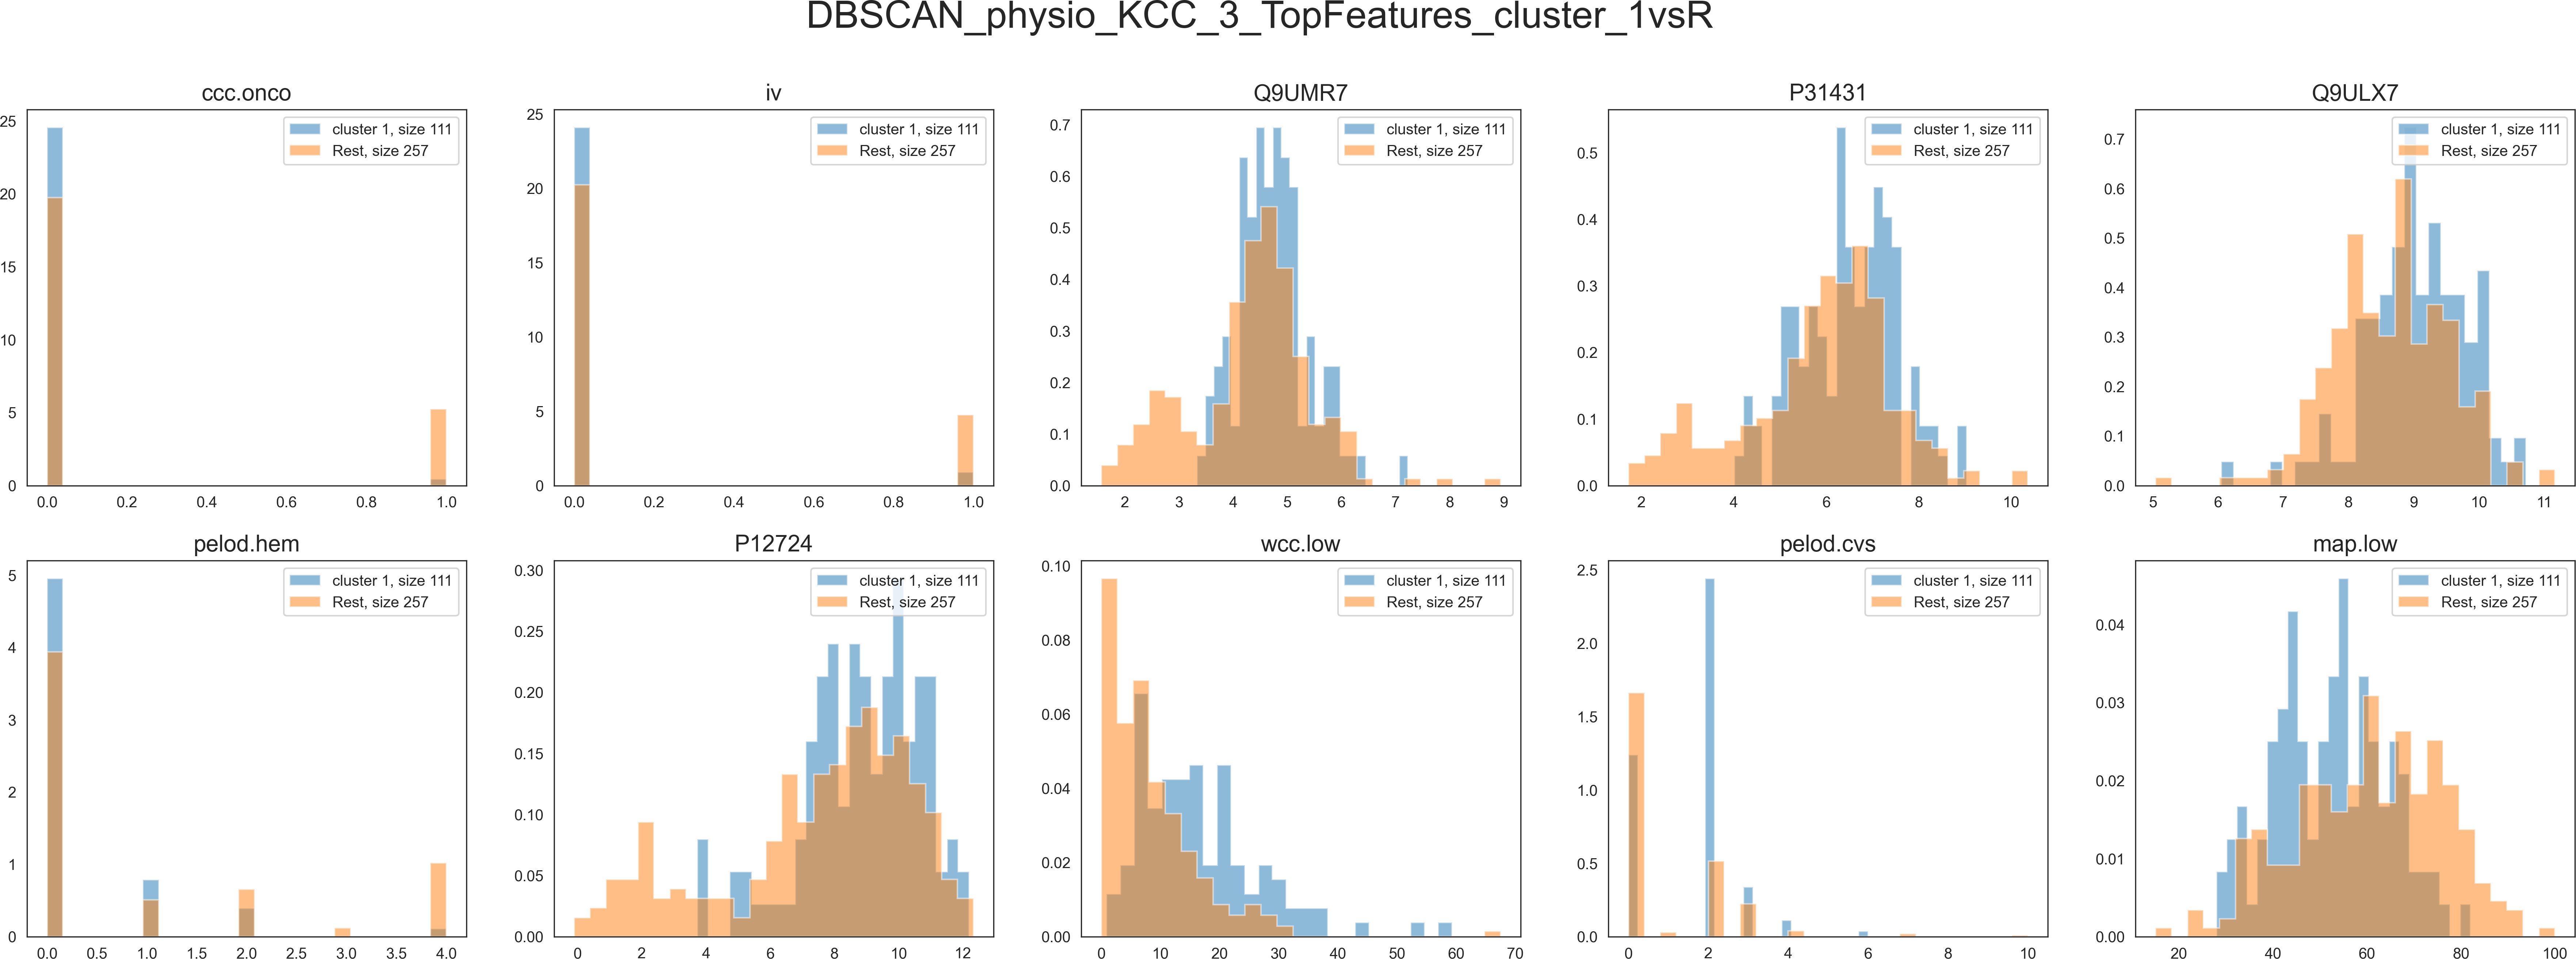 DBSCAN_physio_KCC_3_TopFeatures_cluster_1vsR
ccc.onco
cluster 1, size 111
Rest, size 257
25
20
15
10
5
0
0.0 0.2 0.4 0.6 0.8 1.0
iv
cluster 1, size 111
Rest, size 257
25
20
15
10
5
0
0.0 0.2 0.4 0.6 0.8 1.0
Q9UMR7
cluster 1, size 111
Rest, size 257
0.7
0.6
0.5
0.4
0.3
0.2
0.1
0.0
2 3 4 5 6 7 8 9
P31431
cluster 1, size 111
Rest, size 257
0.5
0.4
0.3
0.2
0.1
0.0
2 4 6 8 10
Q9ULX7
cluster 1, size 111
Rest, size 257
0.7
0.6
0.5
0.4
0.3
0.2
0.1
0.0
5 6 7 8 9 10 11
pelod.hem
cluster 1, size 111
Rest, size 257
5
4
3
2
1
0
0.0 0.5 1.0 1.5 2.0 2.5 3.0 3.5 4.0
P12724
cluster 1, size 111
Rest, size 257
0.30
0.25
0.20
0.15
0.10
0.05
0.00
0 2 4 6 8 10 12
wcc.low
cluster 1, size 111
Rest, size 257
0.10
0.08
0.06
0.04
0.02
0.00
0 10 20 30 40 50 60 70
pelod.cvs
cluster 1, size 111
Rest, size 257
2.5
2.0
1.5
1.0
0.5
0.0
0 2 4 6 8 10
map.low
cluster 1, size 111
Rest, size 257
0.04
0.03
0.02
0.01
0.00
20 40 60 80 100